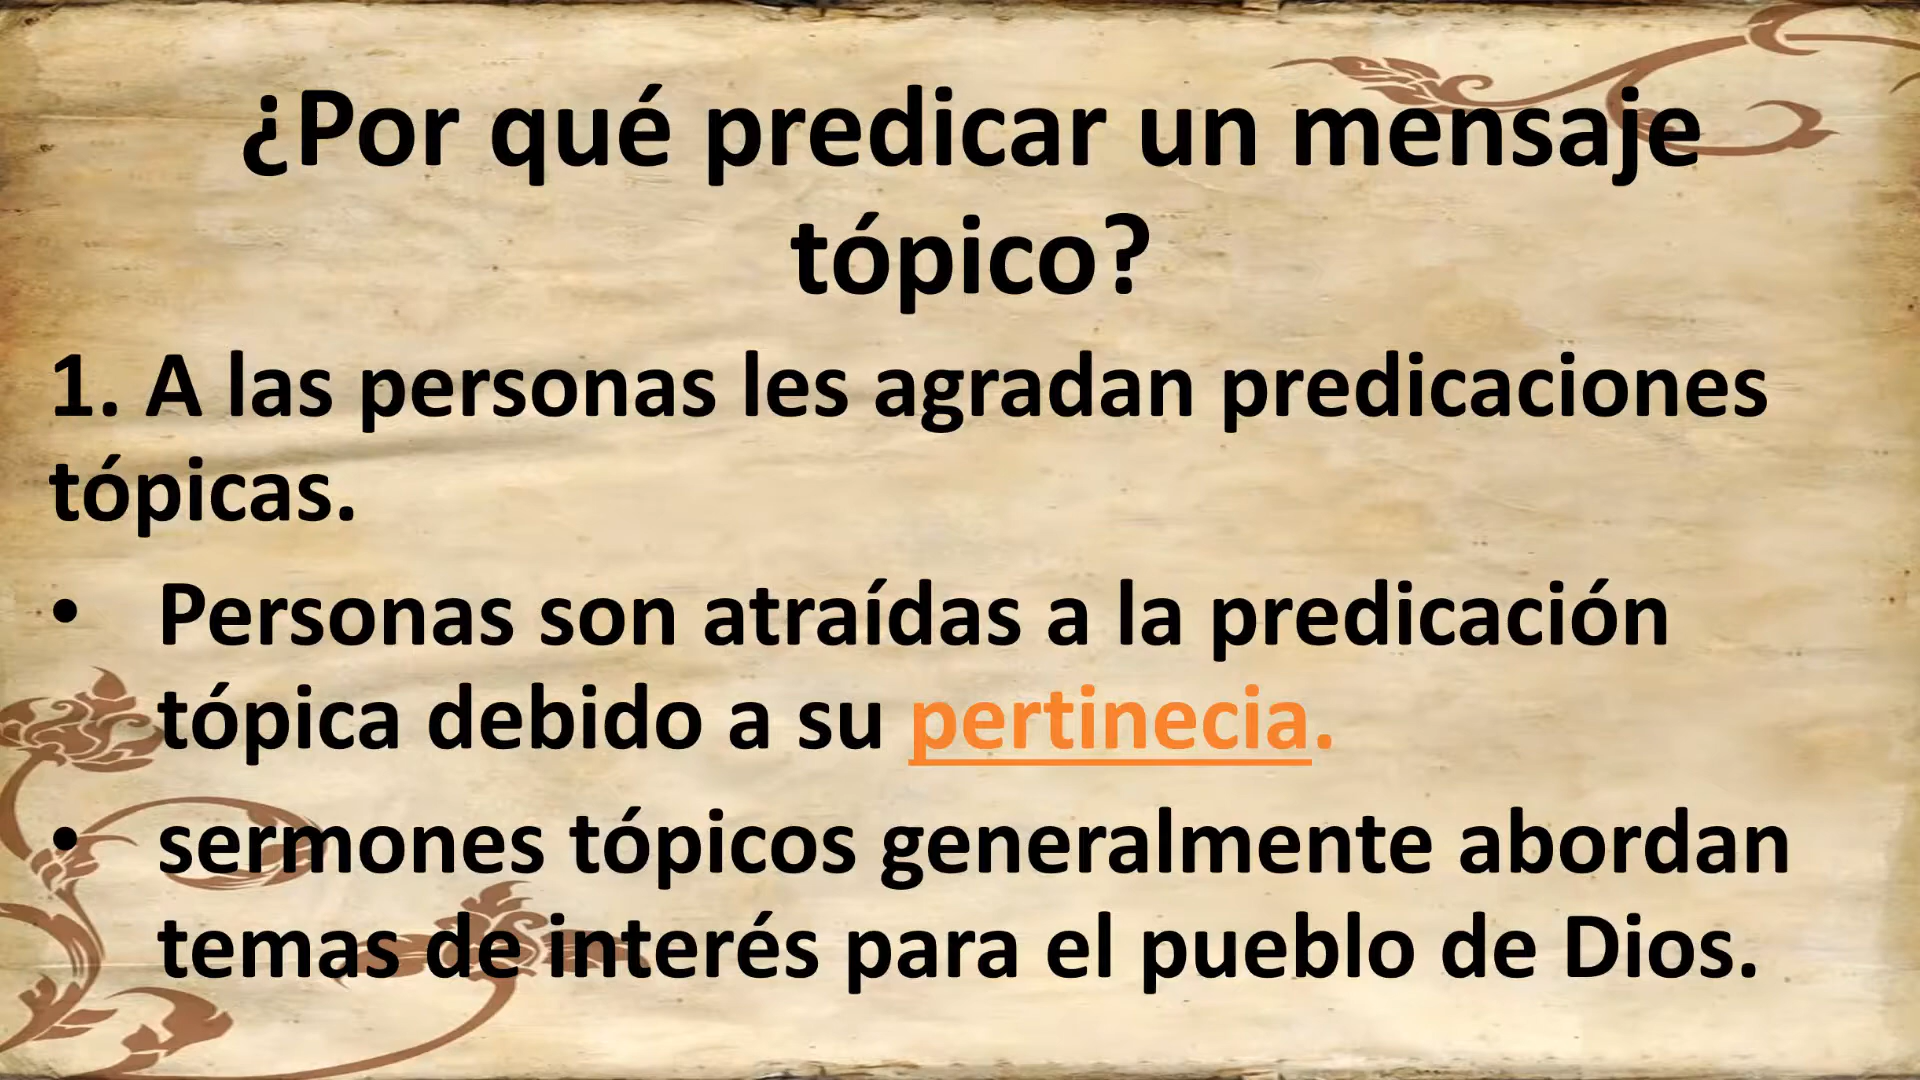 ¿Por qué predicar un mensaje
tópico?
1. A las personas les agradan predicaciones
tópicas.
• Personas son atraídas a la predicación
tópica debido a su pertinecia.
• sermones tópicos generalmente abordan
temas de interés para el pueblo de Dios.